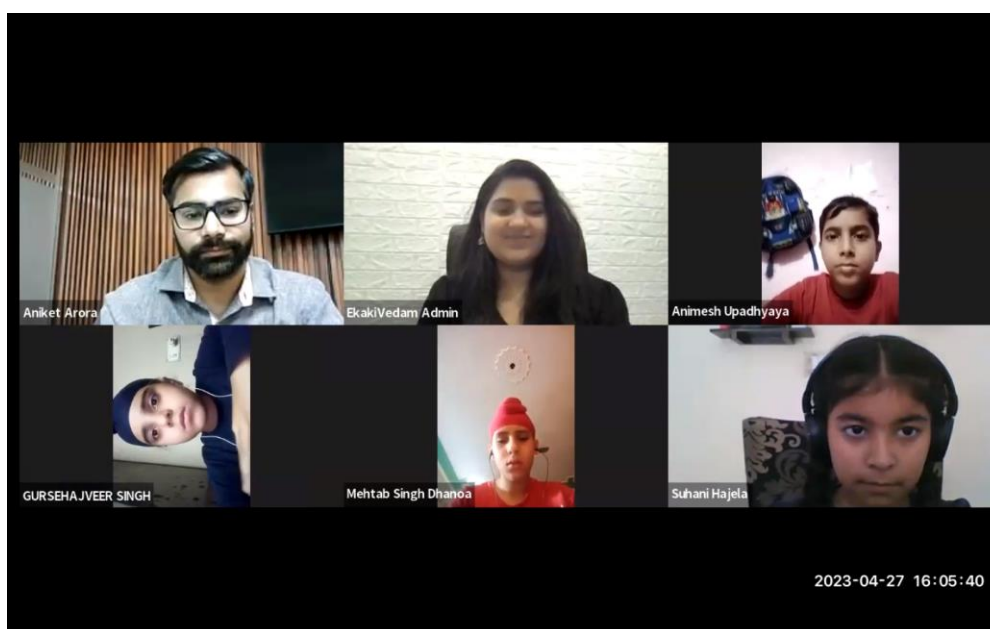 Aniket Arora
EkakiVedam Admin
Animesh Upadhyaya
GURSEHAJVEER SINGH
Mehtab Singh Dhanoa
Suhani Hajela
2023-04-27 16:05:40